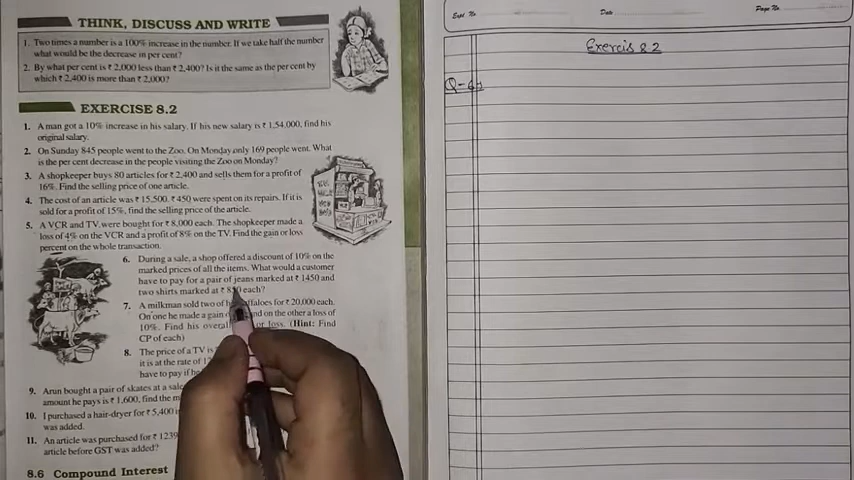 THINK, DISCUSS AND WRITE
1. Two times a number is a 100% increase in the number. If we take half the number
what would be the decrease in per cent?
2. By what per cent is ₹ 2,000 less than ₹ 2,400? Is it the same as the per cent by
which ₹ 2,400 is more than ₹ 2,000?
EXERCISE 8.2
1. A man got a 10% increase in his salary. If his new salary is ₹ 1,54,000, find his
original salary.
2. On Sunday 845 people went to the Zoo. On Monday only 169 people went. What
is the per cent decrease in the people visiting the Zoo on Monday?
3. A shopkeeper buys 80 articles for ₹ 2,400 and sells them for a profit of
16%. Find the selling price of one article.
4. The cost of an article was ₹ 15,500. ₹ 450 were spent on its repairs. If it is
sold for a profit of 15%, find the selling price of the article.
5. A VCR and TV were bought for ₹ 8,000 each. The shopkeeper made a
loss of 4% on the VCR and a profit of 8% on the TV. Find the gain or loss
percent on the whole transaction.
6. During a sale, a shop offered a discount of 10% on the
marked prices of all the items. What would a customer
have to pay for a pair of jeans marked at ₹ 1450 and
two shirts marked at ₹ each?
7. A milkman sold two of for ₹ 20,000 each.
On one he made a gain and on the other a loss of
10%. Find his overall or loss. (Hint: Find
CP of each)
8. The price of a TV is
it is at the rate of
have to pay if he
9. Arun bought a pair of skates at a sale
amount he pays is ₹ 1,600, find the
10. I purchased a hair-dryer for ₹ 5,400
was added.
11. An article was purchased for ₹ 1239
article before GST was added?
8.6 Compound Interest
Expt. No.
Date
Page No.
Exercis 8.2